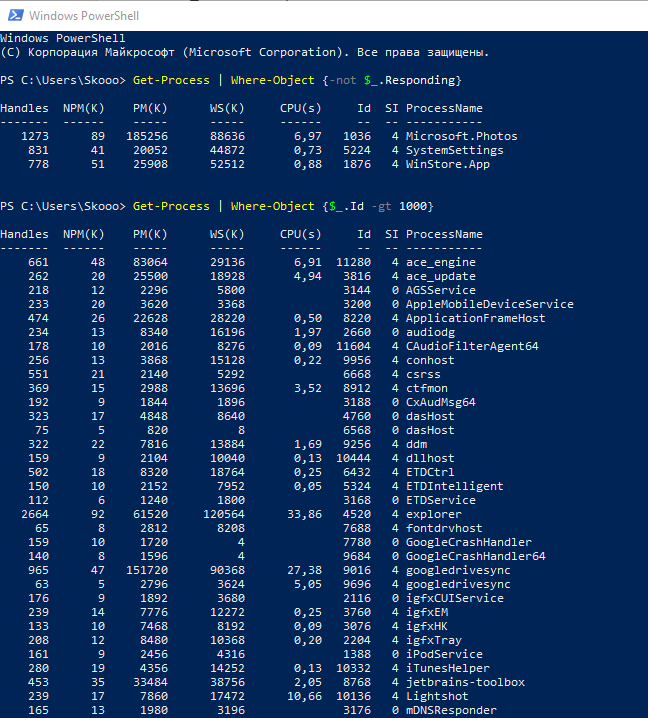 Windows PowerShell
Windows PowerShell
(C) Корпорация Майкрософт (Microsoft Corporation). Все права защищены.
PS C:\Users\Skooo> Get-Process | Where-Object {-not $_.Responding}
Handles NPM(K) PM(K) WS(K) CPU(s) Id SI ProcessName
------- ------ ----- ----- ------ -- -- -----------
1273 89 185256 88636 6,97 1036 4 Microsoft.Photos
831 41 20052 44872 0,73 5224 4 SystemSettings
778 51 25908 52512 0,88 1876 4 WinStore.App
PS C:\Users\Skooo> Get-Process | Where-Object {$_.Id -gt 1000}
Handles NPM(K) PM(K) WS(K) CPU(s) Id SI ProcessName
------- ------ ----- ----- ------ -- -- -----------
661 48 83064 29136 6,91 11280 4 ace_engine
262 20 25500 18928 4,94 3816 4 ace_update
218 12 2296 5800 3144 0 AGSService
233 20 3620 3368 3200 0 AppleMobileDeviceService
474 26 22628 28220 0,50 8220 4 ApplicationFrameHost
234 13 8340 16196 1,97 2660 0 audiodg
178 10 2016 8276 0,09 11604 4 CAudioFilterAgent64
256 13 3868 15128 0,22 9956 4 conhost
551 21 2140 5292 6668 4 csrss
369 15 2988 13696 3,52 8912 4 ctfmon
192 9 1844 1896 3188 0 CxAudMsg64
323 17 4848 8640 4760 0 dasHost
75 5 820 8 6568 0 dasHost
322 22 7816 13884 1,69 9256 4 ddm
159 9 2104 10040 0,13 10444 4 dllhost
502 18 8320 18764 0,25 6432 4 ETDCtrl
150 10 2152 7952 0,05 5324 4 ETDIntelligent
112 6 1240 1800 3168 0 ETDService
2664 92 61520 120564 33,86 4520 4 explorer
65 8 2812 8208 7688 4 fontdrvhost
159 10 1720 4 7780 0 GoogleCrashHandler
140 8 1596 4 9684 0 GoogleCrashHandler64
965 47 151720 90368 27,38 9016 4 googledrivesync
63 5 2796 3624 5,05 9696 4 googledrivesync
176 9 1892 3680 2116 0 igfxCUIService
239 14 7776 12272 0,25 3760 4 igfxEM
133 10 7468 8192 0,09 3076 4 igfxHK
208 12 8480 10368 0,20 2204 4 igfxTray
161 9 2456 4316 1388 0 iPodService
280 19 4356 14252 0,13 10332 4 iTunesHelper
453 35 33484 38756 2,05 8768 4 jetbrains-toolbox
239 17 7860 17472 10,66 10136 4 Lightshot
165 13 1980 3196 3176 0 mDNSResponder